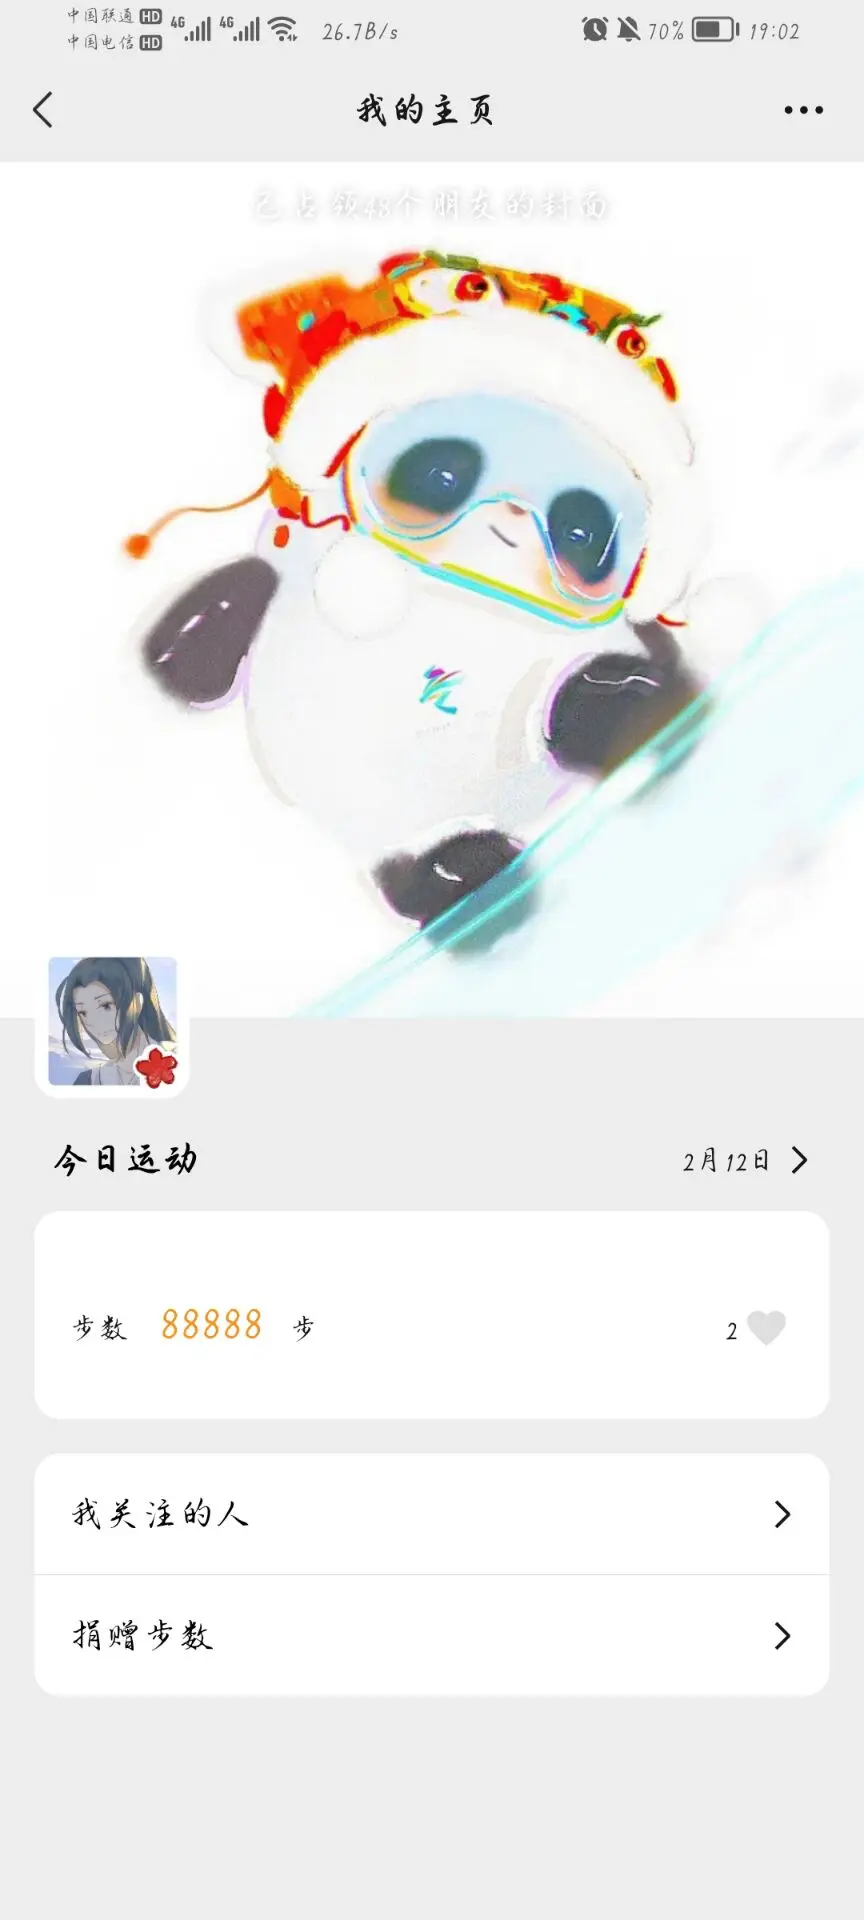 中国联通 HD 4G 4G 26.7B/s 70% 19:02
中国电信 HD
我的主页
已占领48个朋友的封面
今日运动 2月12日
步数 88888 步 2
我关注的人
捐赠步数